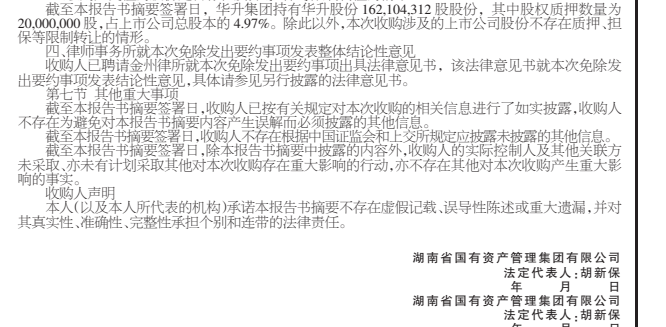 截至本报告书摘要签署日，华升集团持有华升股份 162,104,312 股股份，其中股权质押数量为
20,000,000 股，占上市公司总股本的 4.97%。除此以外，本次收购涉及的上市公司股份不存在质押、担
保等限制转让的情形。
四、律师事务所就本次免除发出要约事项发表整体结论性意见
收购人已聘请金州律所就本次免除发出要约事项出具法律意见书，该法律意见书就本次免除发
出要约事项发表结论性意见，具体请参见另行披露的法律意见书。
第七节 其他重大事项
截至本报告书摘要签署日，收购人已按有关规定对本次收购的相关信息进行了如实披露，收购人
不存在为避免对本报告书摘要内容产生误解而必须披露的其他信息。
截至本报告书摘要签署日，收购人不存在根据中国证监会和上交所规定应披露未披露的其他信息。
截至本报告书摘要签署日，除本报告书摘要中披露的内容外，收购人的实际控制人及其他关联方
未采取、亦未有计划采取其他对本次收购存在重大影响的行动，亦不存在其他对本次收购产生重大影
响的事实。
收购人声明
本人(以及本人所代表的机构)承诺本报告书摘要不存在虚假记载、误导性陈述或重大遗漏，并对
其真实性、准确性、完整性承担个别和连带的法律责任。
湖南省国有资产管理集团有限公司
法定代表人：胡新保
年 月 日
湖南省国有资产管理集团有限公司
法定代表人：胡新保
年 月 日